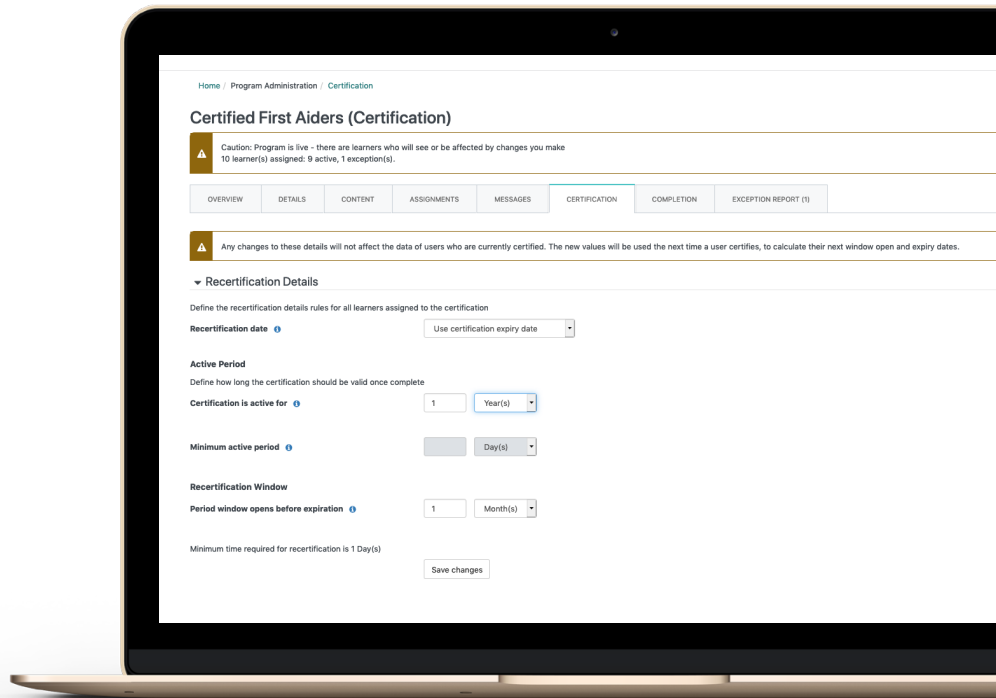 Home / Program Administration / Certification
Certified First Aiders (Certification)
Caution: Program is live - there are learners who will see or be affected by changes you make
10 learner(s) assigned: 9 active, 1 exception(s).
OVERVIEW DETAILS CONTENT ASSIGNMENTS MESSAGES CERTIFICATION COMPLETION EXCEPTION REPORT (1)
Any changes to these details will not affect the data of users who are currently certified. The new values will be used the next time a user certifies, to calculate their next window open and expiry dates.
Recertification Details
Define the recertification details rules for all learners assigned to the certification
Recertification date Use certification expiry date
Active Period
Define how long the certification should be valid once complete
Certification is active for 1 Year(s)
Minimum active period Day(s)
Recertification Window
Period window opens before expiration 1 Month(s)
Minimum time required for recertification is 1 Day(s)
Save changes